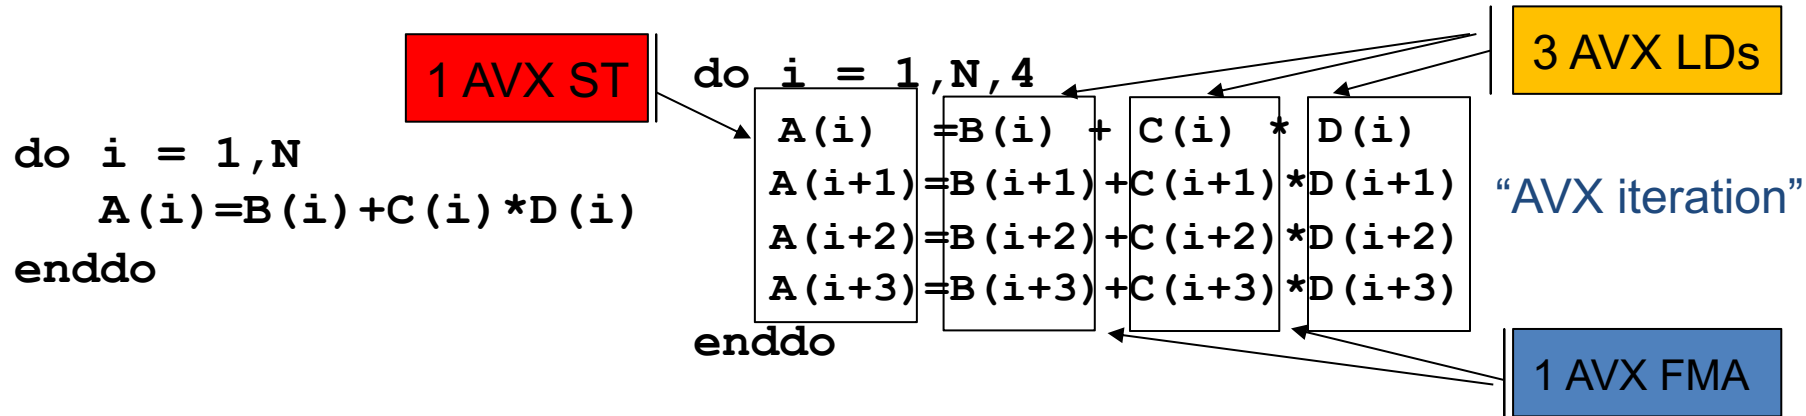 do i = 1,N
A(i)=B(i)+C(i)*D(i)
enddo
1 AVX ST
do i = 1,N,4
A(i) =B(i) + C(i) * D(i)
A(i+1)=B(i+1)+C(i+1)*D(i+1)
A(i+2)=B(i+2)+C(i+2)*D(i+2)
A(i+3)=B(i+3)+C(i+3)*D(i+3)
enddo
3 AVX LDs
“AVX iteration”
1 AVX FMA